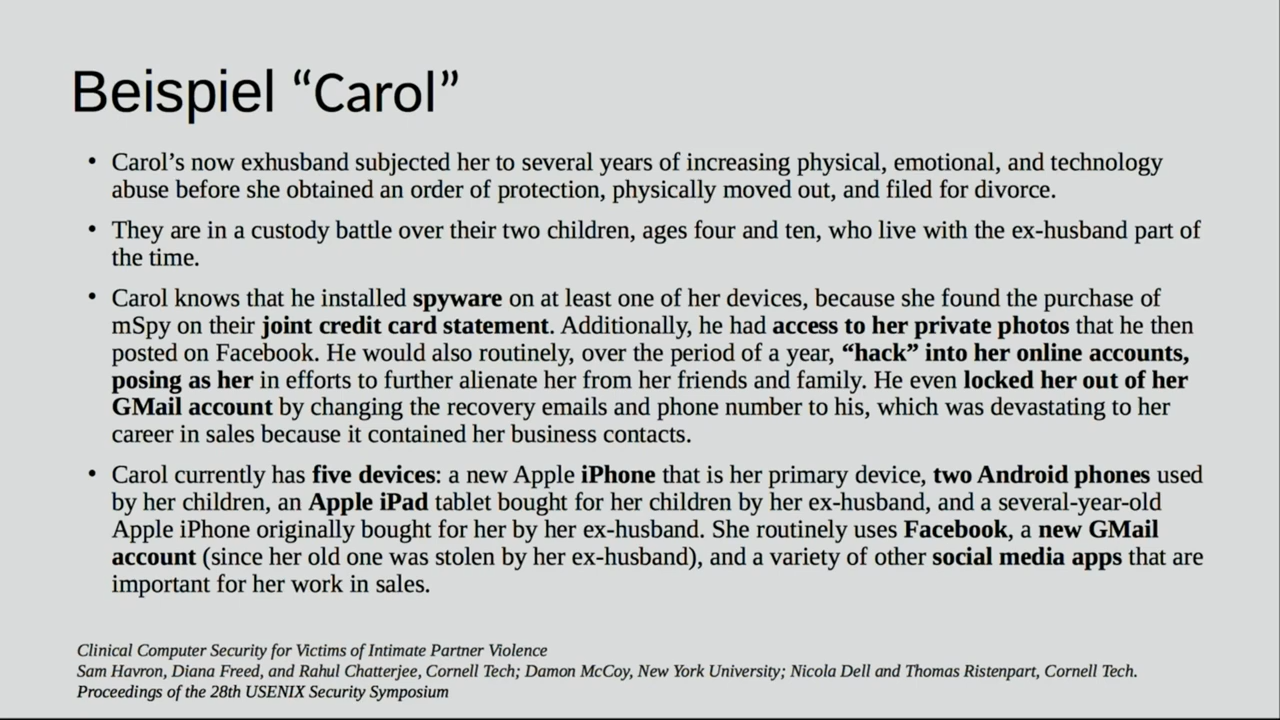 Beispiel “Carol”
• Carol’s now exhusband subjected her to several years of increasing physical, emotional, and technology
abuse before she obtained an order of protection, physically moved out, and filed for divorce.
• They are in a custody battle over their two children, ages four and ten, who live with the ex-husband part of
the time.
• Carol knows that he installed spyware on at least one of her devices, because she found the purchase of
mSpy on their joint credit card statement. Additionally, he had access to her private photos that he then
posted on Facebook. He would also routinely, over the period of a year, “hack” into her online accounts,
posing as her in efforts to further alienate her from her friends and family. He even locked her out of her
GMail account by changing the recovery emails and phone number to his, which was devastating to her
career in sales because it contained her business contacts.
• Carol currently has five devices: a new Apple iPhone that is her primary device, two Android phones used
by her children, an Apple iPad tablet bought for her children by her ex-husband, and a several-year-old
Apple iPhone originally bought for her by her ex-husband. She routinely uses Facebook, a new GMail
account (since her old one was stolen by her ex-husband), and a variety of other social media apps that are
important for her work in sales.
Clinical Computer Security for Victims of Intimate Partner Violence
Sam Havron, Diana Freed, and Rahul Chatterjee, Cornell Tech; Damon McCoy, New York University; Nicola Dell and Thomas Ristenpart, Cornell Tech.
Proceedings of the 28th USENIX Security Symposium